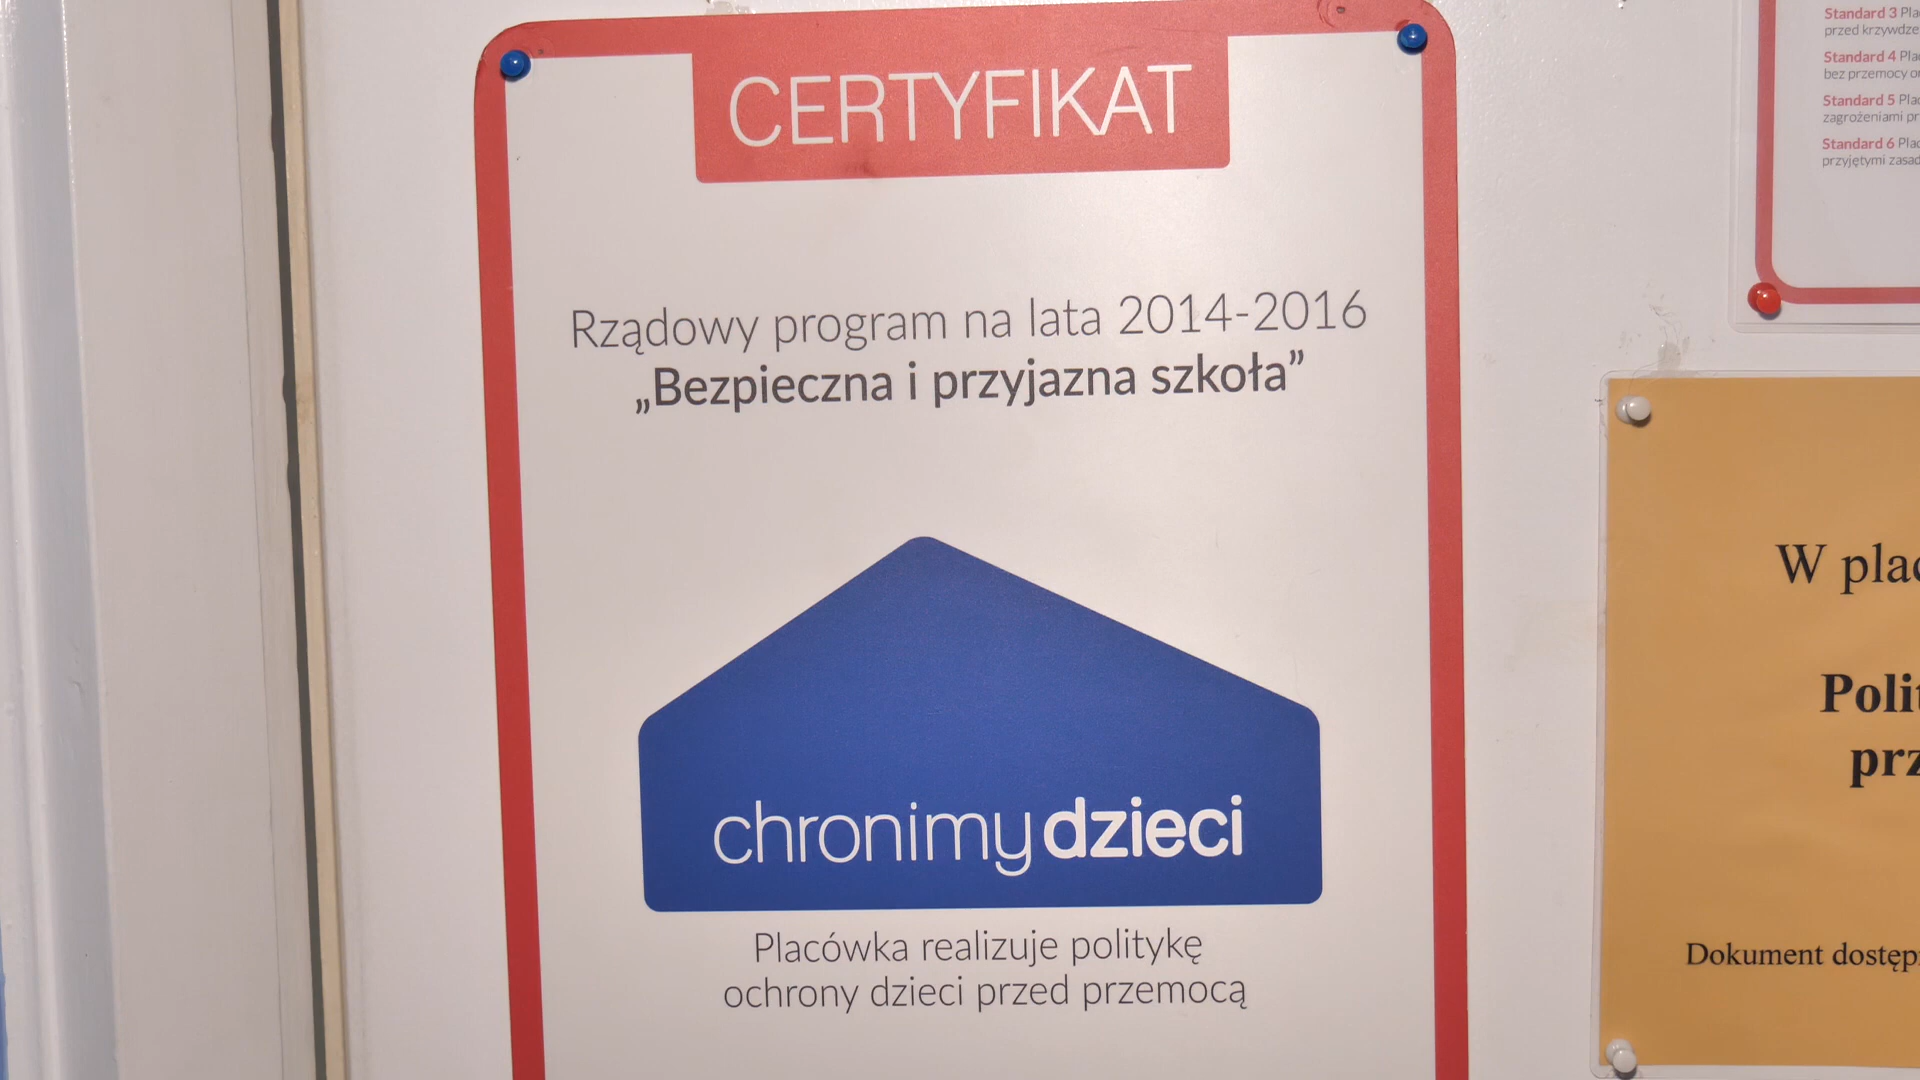 CERTYFIKAT
Rządowy program na lata 2014-2016
„Bezpieczna i przyjazna szkoła”
chronimy dzieci
Placówka realizuje politykę
ochrony dzieci przed przemocą
Standard 3
przed
Standard 4
bez przemocy
Standard 5
zagrożeniami
Standard 6
przyjętymi
W
Dokument